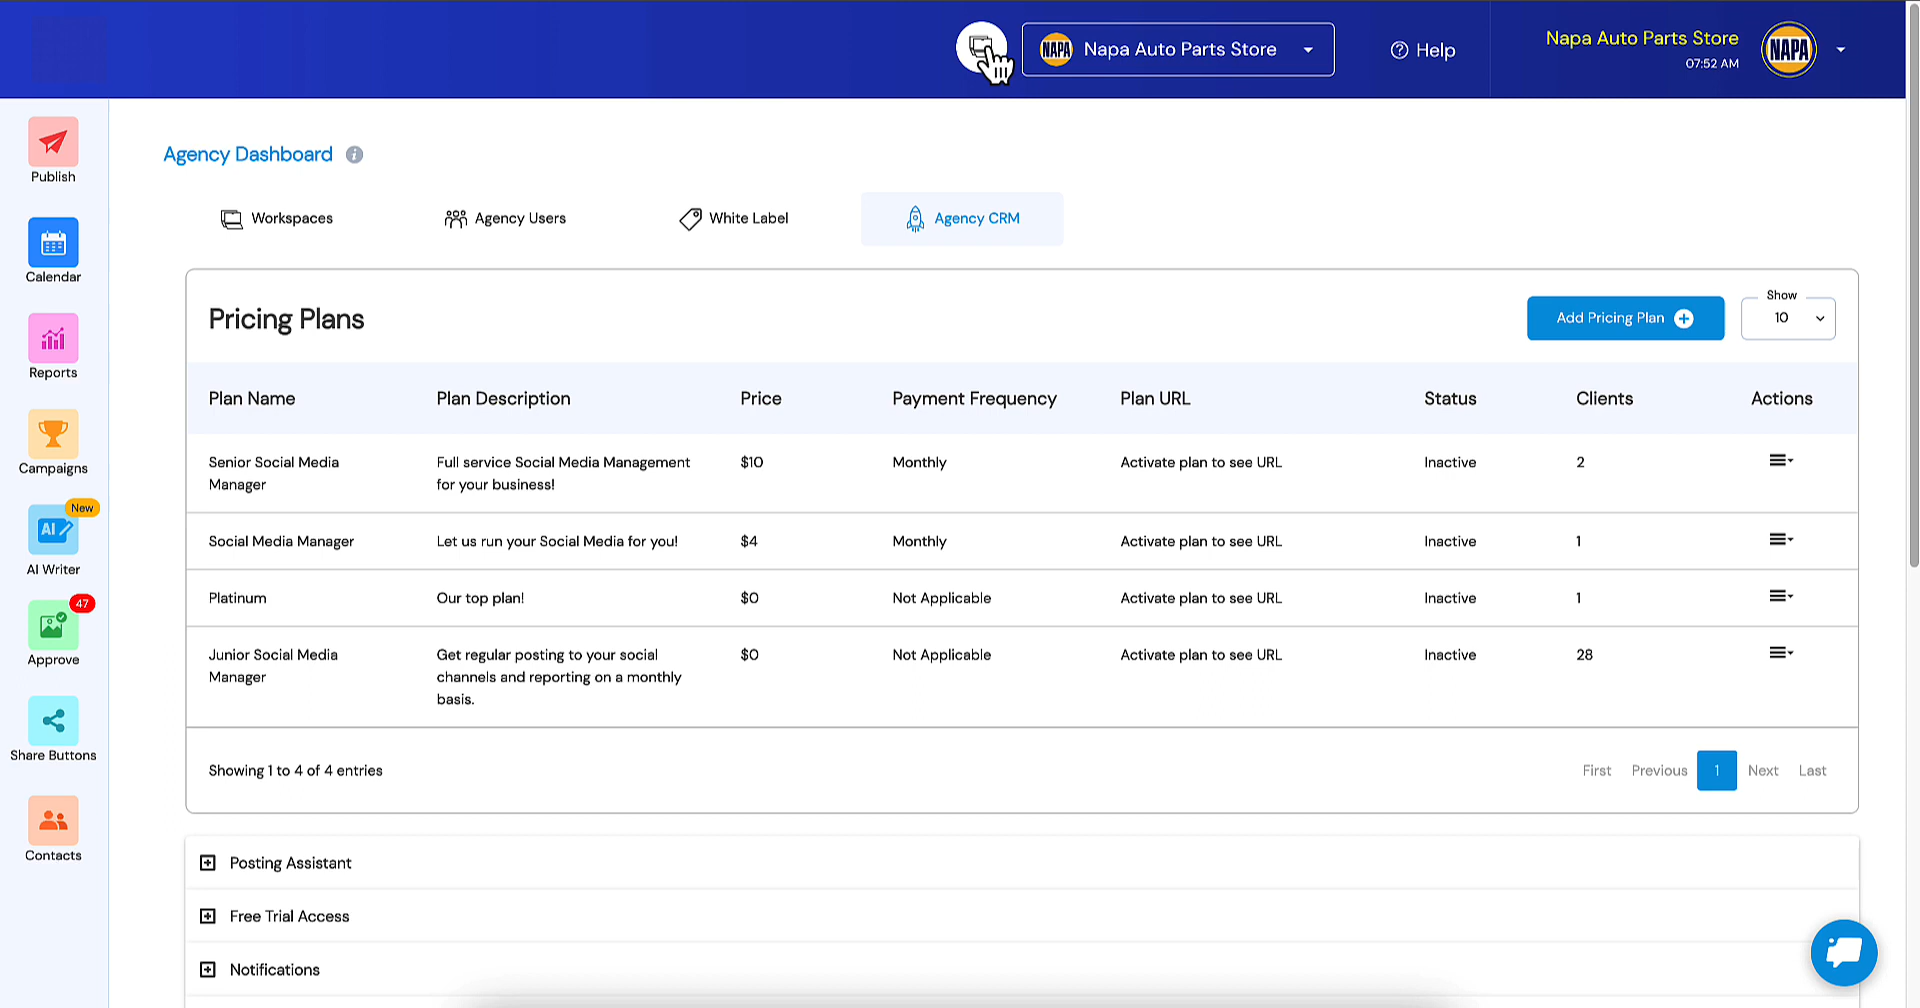 NAPA Napa Auto Parts Store
Help
Napa Auto Parts Store
07:52 AM
NAPA
Publish
Calendar
Reports
Campaigns
New
AI
AI Writer
47
Approve
Share Buttons
Contacts
Agency Dashboard i
Workspaces
Agency Users
White Label
Agency CRM
Pricing Plans
Add Pricing Plan
Show
10
Plan Name Plan Description Price Payment Frequency Plan URL Status Clients Actions
Senior Social Media Full service Social Media Management $10 Monthly Activate plan to see URL Inactive 2
Manager for your business!
Social Media Manager Let us run your Social Media for you! $4 Monthly Activate plan to see URL Inactive 1
Platinum Our top plan! $0 Not Applicable Activate plan to see URL Inactive 1
Junior Social Media Get regular posting to your social $0 Not Applicable Activate plan to see URL Inactive 28
Manager channels and reporting on a monthly
basis.
Showing 1 to 4 of 4 entries First Previous 1 Next Last
Posting Assistant
Free Trial Access
Notifications